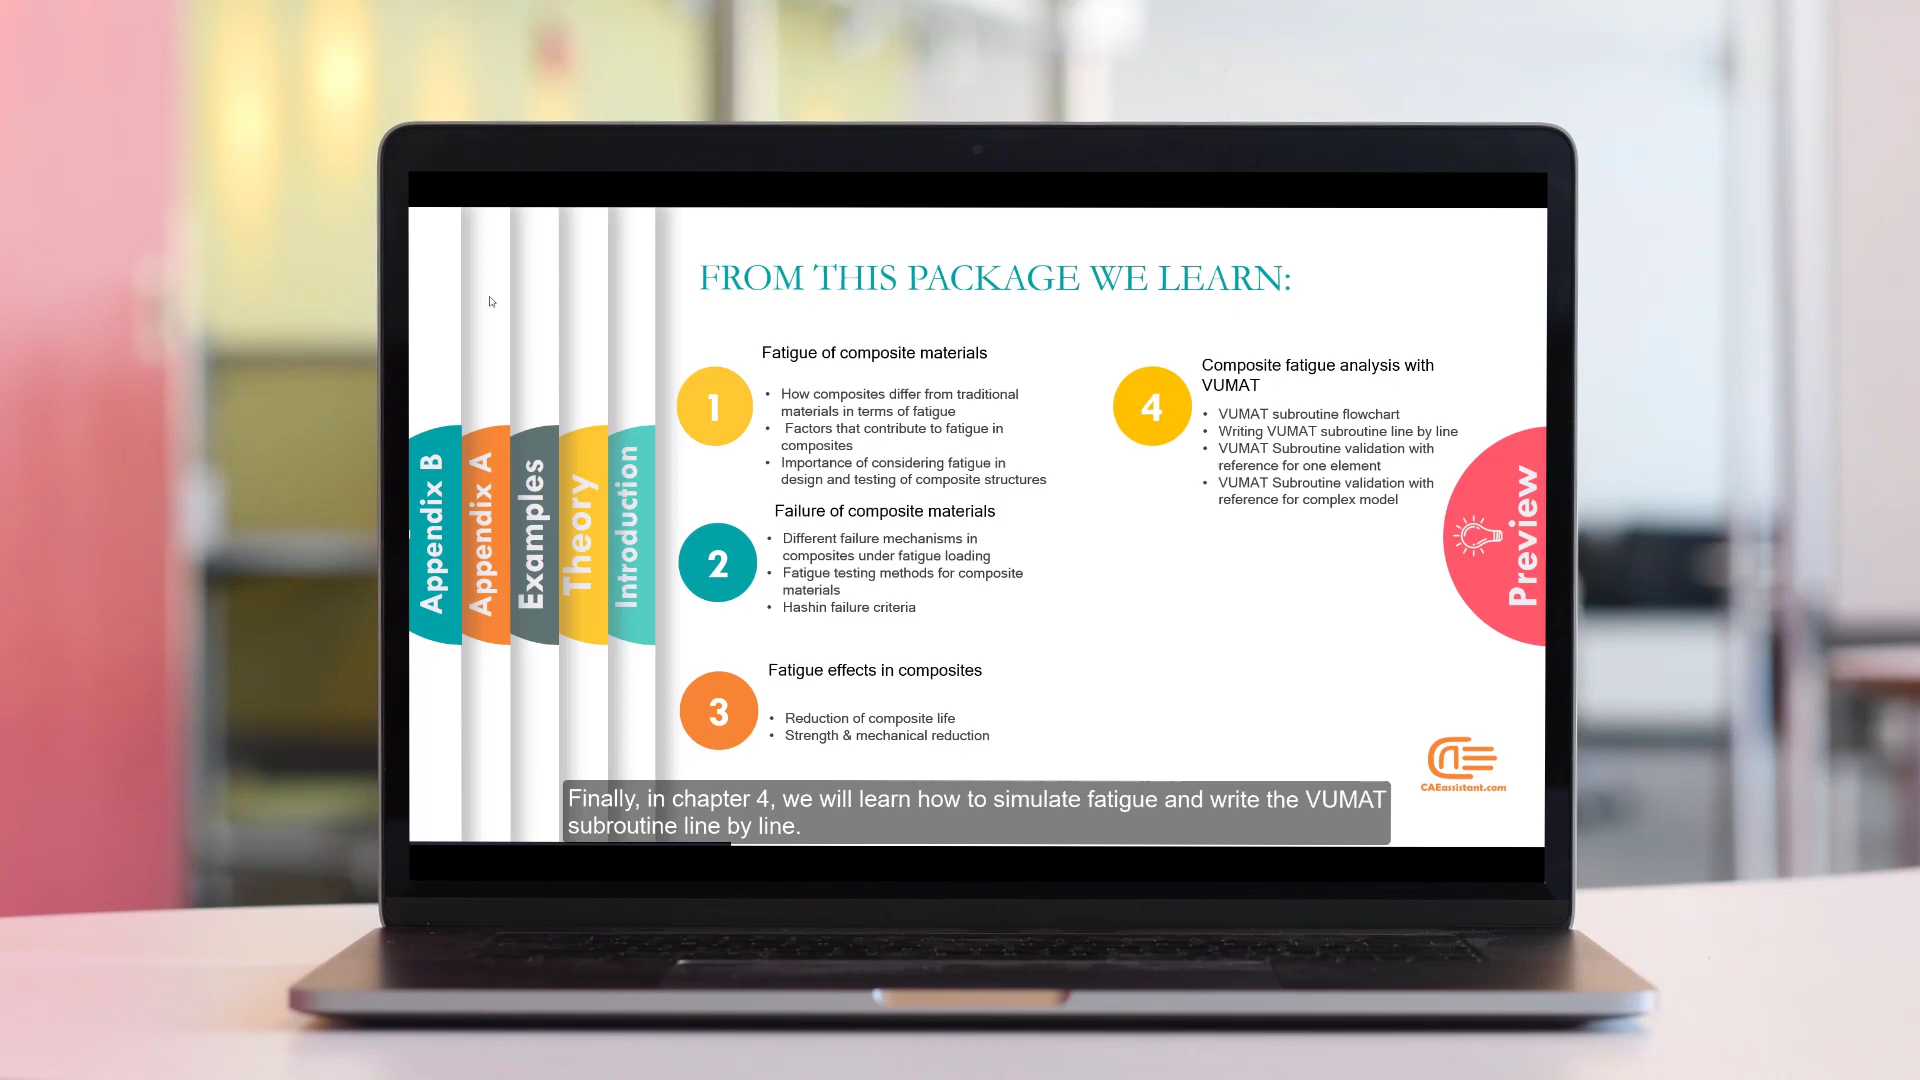 FROM THIS PACKAGE WE LEARN:
1
Fatigue of composite materials
• How composites differ from traditional
materials in terms of fatigue
• Factors that contribute to fatigue in
composites
• Importance of considering fatigue in
design and testing of composite structures
2
Failure of composite materials
• Different failure mechanisms in
composites under fatigue loading
• Fatigue testing methods for composite
materials
• Hashin failure criteria
3
Fatigue effects in composites
• Reduction of composite life
• Strength & mechanical reduction
4
Composite fatigue analysis with
VUMAT
• VUMAT subroutine flowchart
• Writing VUMAT subroutine line by line
• VUMAT Subroutine validation with
reference for one element
• VUMAT Subroutine validation with
reference for complex model
Appendix B
Appendix A
Examples
Theory
Introduction
Preview
CAEassistant.com
Finally, in chapter 4, we will learn how to simulate fatigue and write the VUMAT
subroutine line by line.